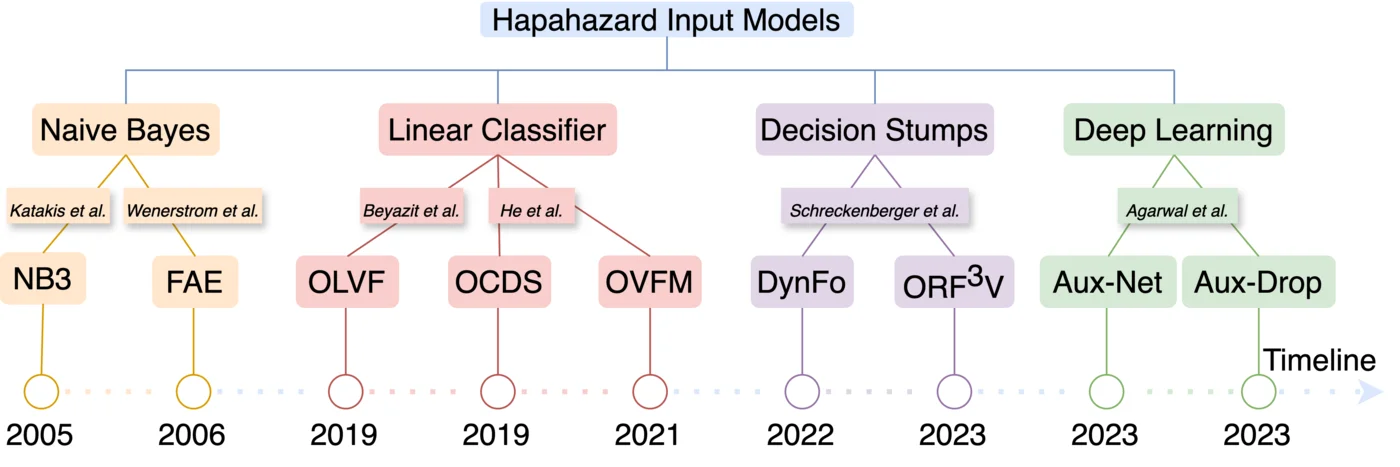 Hapahazard Input Models
Naive Bayes Linear Classifier Decision Stumps Deep Learning
Katakis et al. Wenerstrom et al. Beyazit et al. He et al. Schreckenberger et al. Agarwal et al.
NB3 FAE OLVF OCDS OVFM DynFo ORF³V Aux-Net Aux-Drop
Timeline
2005 2006 2019 2019 2021 2022 2023 2023 2023